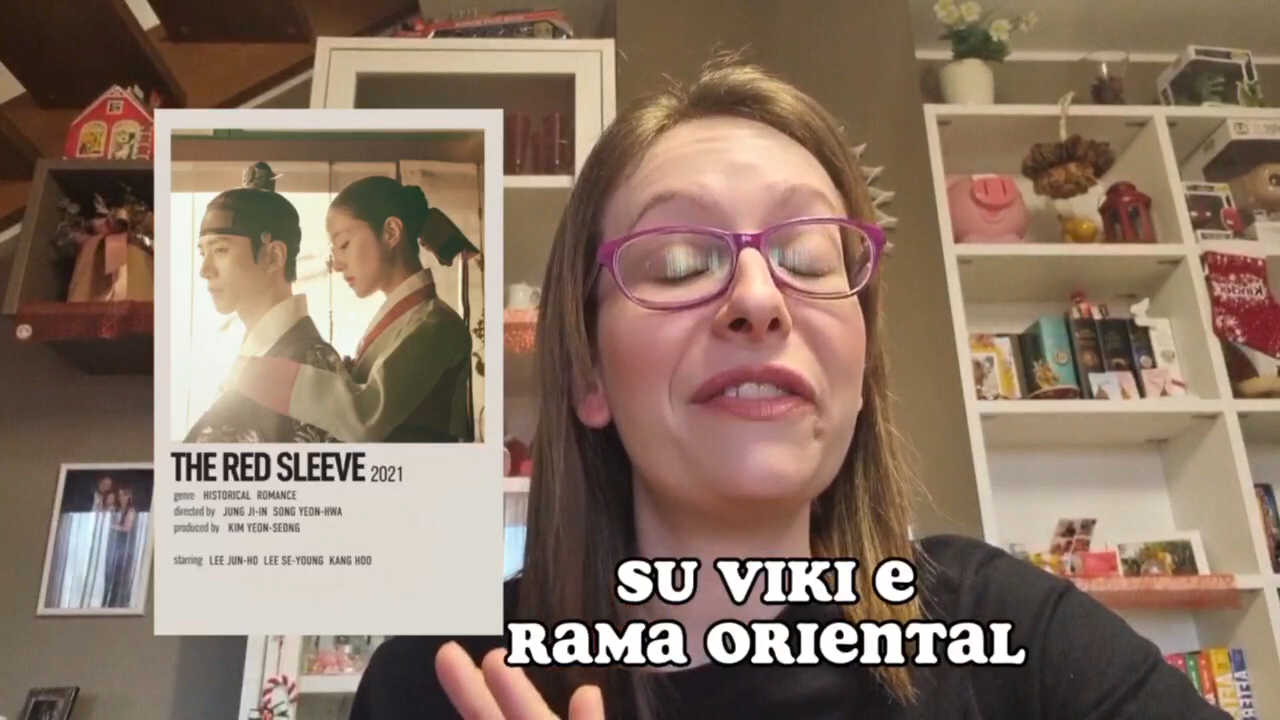 THE RED SLEEVE 2021
genre HISTORICAL ROMANCE
directed by JUNG JI-IN SONG YEON-HWA
produced by KIM YEON-SEONG
starring LEE JUN-HO LEE SE-YOUNG KANG HOO
SU VIKI e
RAMA ORIENTAL